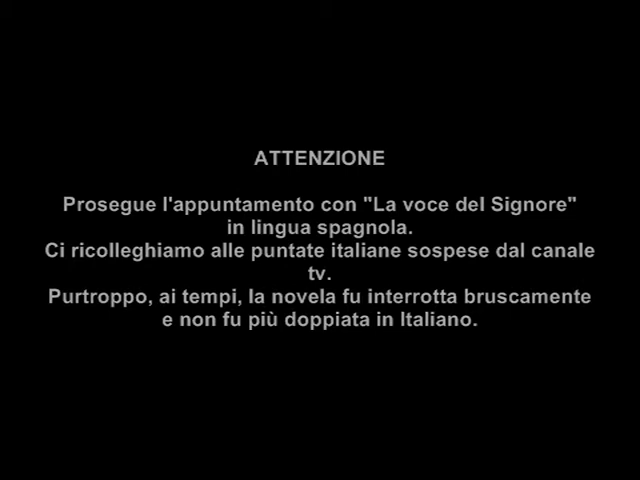 ATTENZIONE
Prosegue l'appuntamento con "La voce del Signore"
in lingua spagnola.
Ci ricolleghiamo alle puntate italiane sospese dal canale
tv.
Purtroppo, ai tempi, la novela fu interrotta bruscamente
e non fu più doppiata in Italiano.